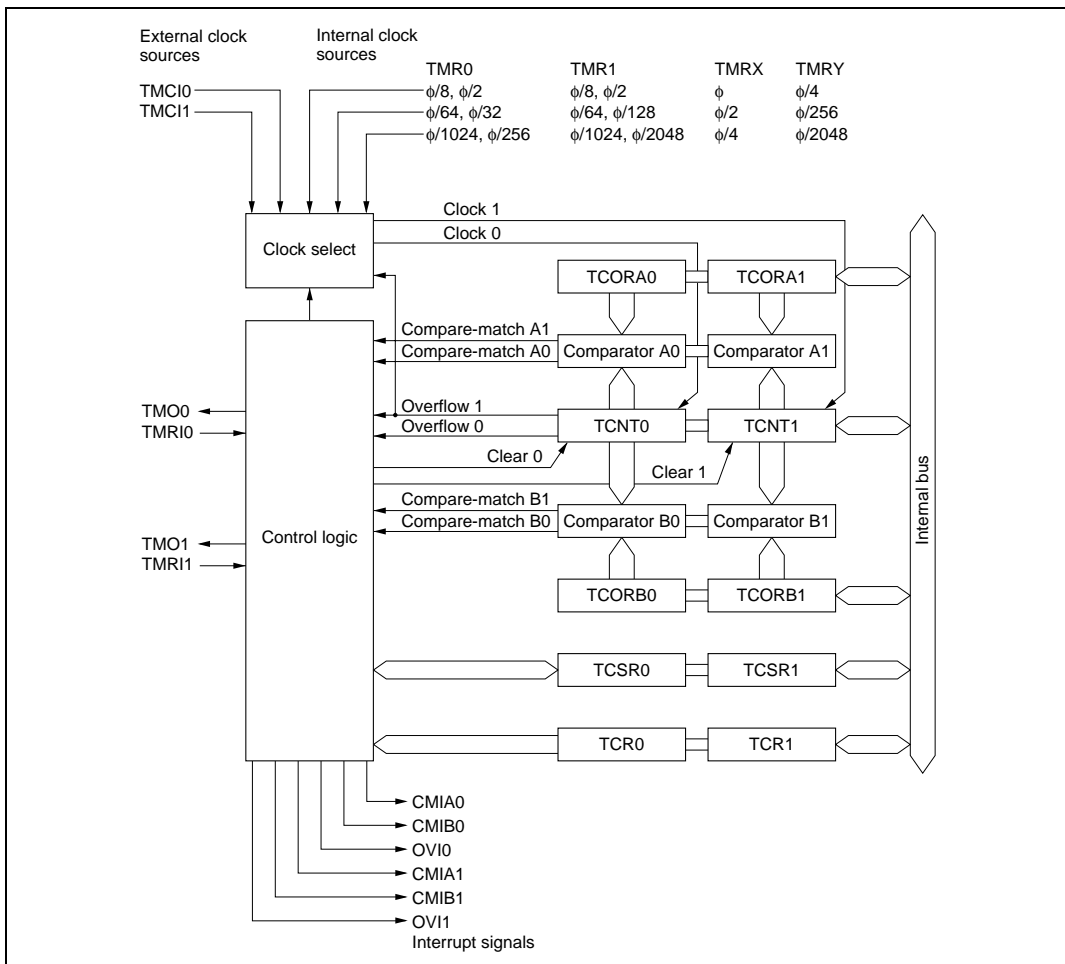 External clock
sources
Internal clock
sources
TMR0
TMR1
TMRX
TMRY
TMCI0
ϕ/8, ϕ/2
ϕ/8, ϕ/2
ϕ
ϕ/4
TMCI1
ϕ/64, ϕ/32
ϕ/64, ϕ/128
ϕ/2
ϕ/256
ϕ/1024, ϕ/256
ϕ/1024, ϕ/2048
ϕ/4
ϕ/2048
Clock 1
Clock 0
Clock select
TCORA0
TCORA1
Compare-match A1
Compare-match A0
Comparator A0
Comparator A1
TMO0
TMRI0
Overflow 1
Overflow 0
TCNT0
TCNT1
Clear 0
Clear 1
Compare-match B1
Compare-match B0
Comparator B0
Comparator B1
Control logic
TMO1
TMRI1
Internal bus
TCORB0
TCORB1
TCSR0
TCSR1
TCR0
TCR1
CMIA0
CMIB0
OVI0
CMIA1
CMIB1
OVI1
Interrupt signals